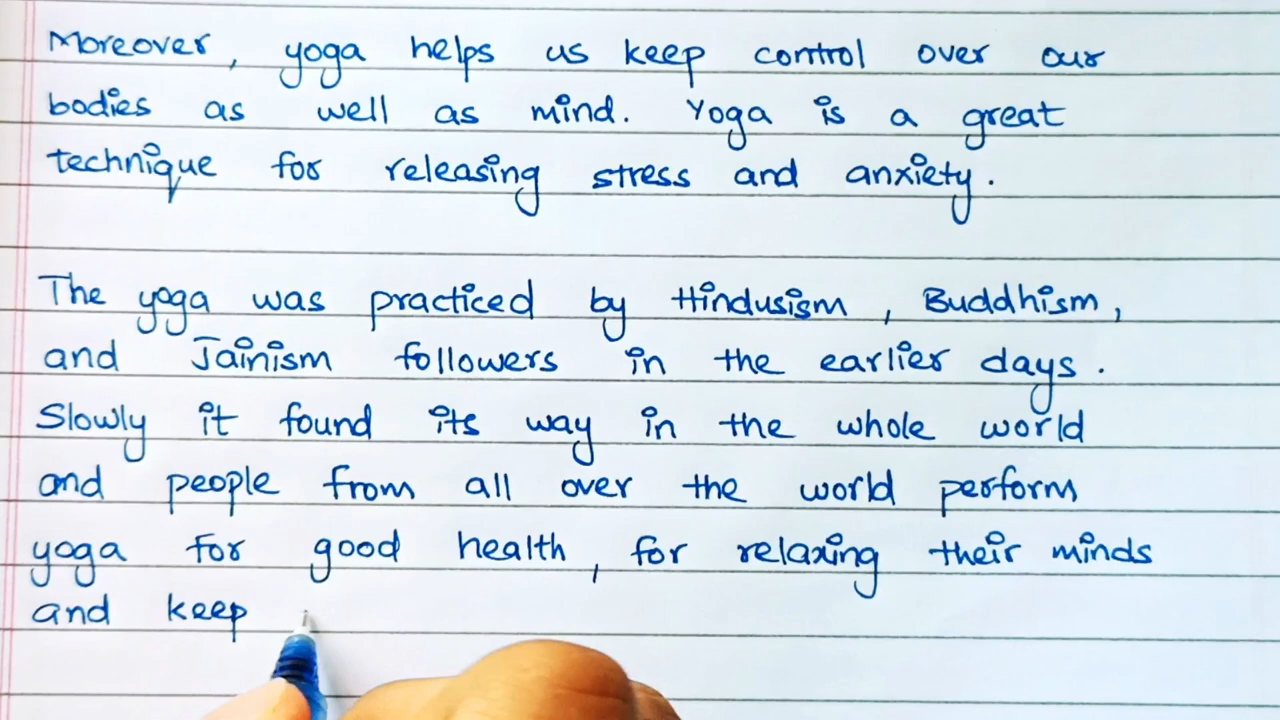 Moreover, yoga helps us keep control over our
bodies as well as mind. Yoga is a great
technique for releasing stress and anxiety.
The yoga was practiced by Hindusism, Buddhism,
and Jainism followers in the earlier days.
Slowly it found its way in the whole world
and people from all over the world perform
yoga for good health, for relaxing their minds
and keep